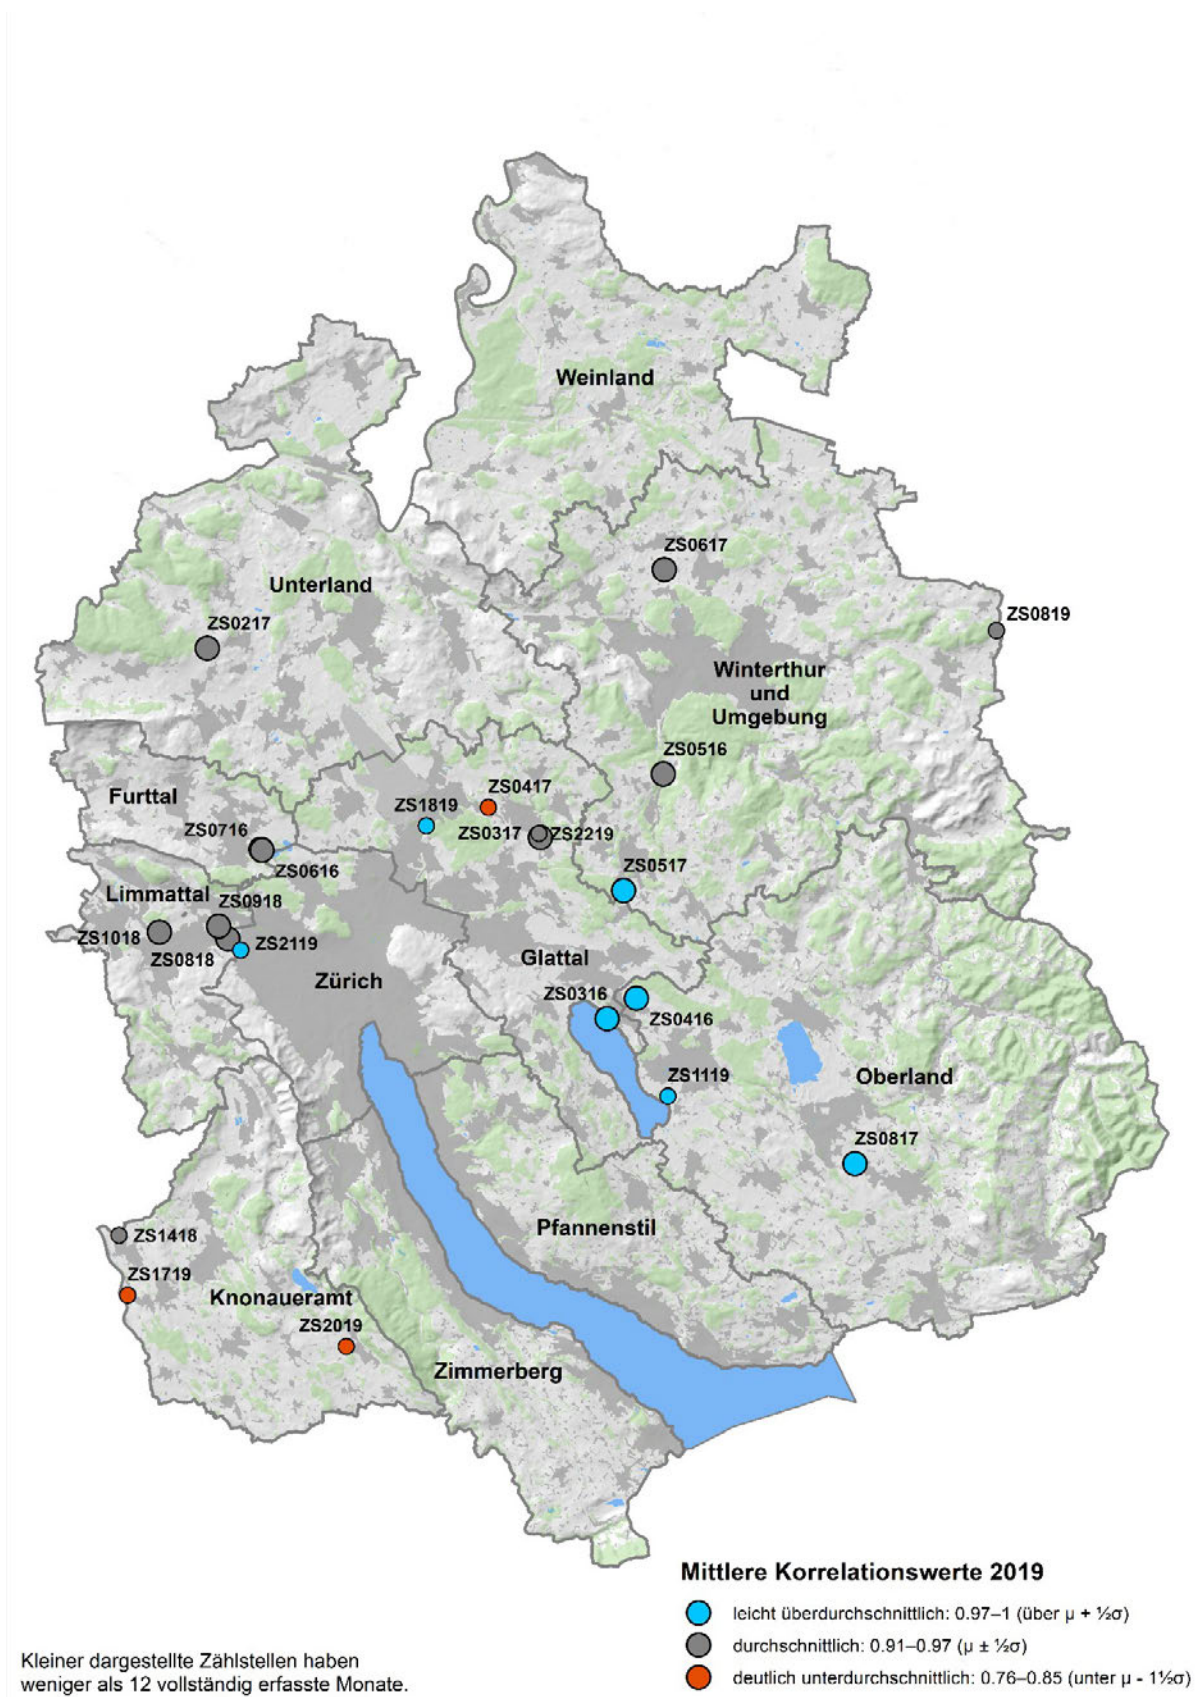 Weinland
ZS0617
Unterland
ZS0819
ZS0217
Winterthur
und
Umgebung
ZS0516
ZS0417
Furttal
ZS1819
ZS0716
ZS0317
ZS2219
ZS0517
ZS0616
Limmattal
ZS0918
ZS1018
ZS2119
ZS0818
Glattal
Zürich
ZS0316
ZS0416
ZS1119
Oberland
ZS0817
Pfannenstil
ZS1418
ZS1719
Knonaueramt
ZS2019
Zimmerberg
Mittlere Korrelationswerte 2019
leicht überdurchschnittlich: 0.97–1 (über μ + ½σ)
durchschnittlich: 0.91–0.97 (μ ± ½σ)
deutlich unterdurchschnittlich: 0.76–0.85 (unter μ - 1½σ)
Kleiner dargestellte Zählstellen haben
weniger als 12 vollständig erfasste Monate.